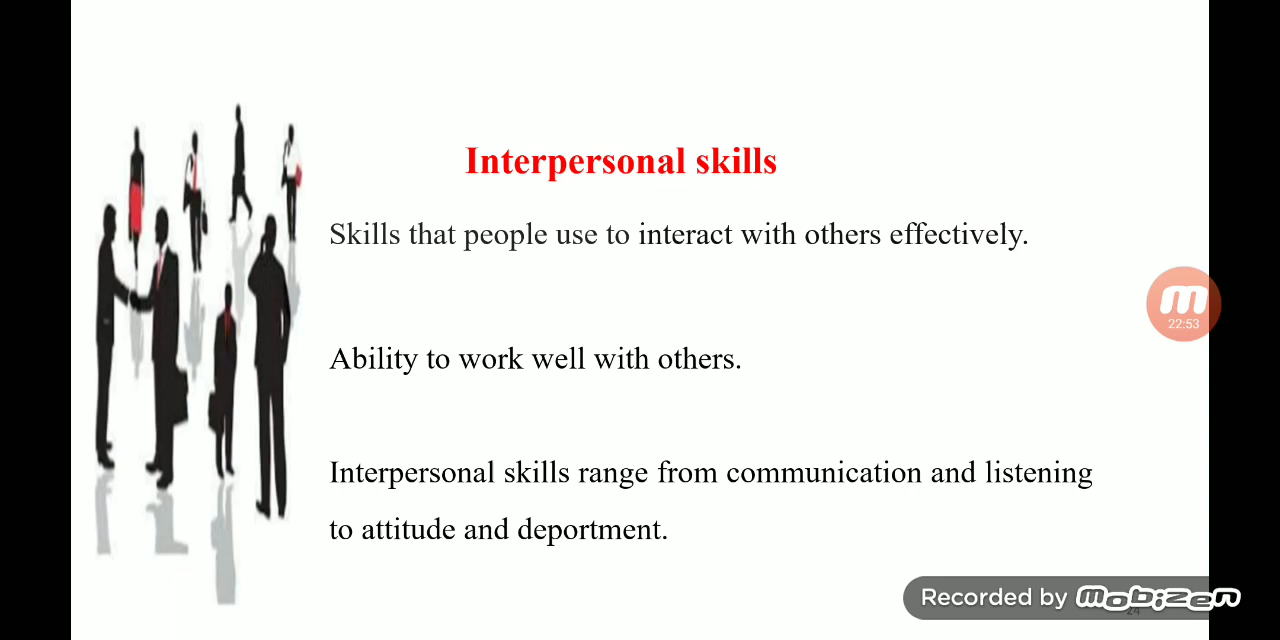 Interpersonal skills
Skills that people use to interact with others effectively.
Ability to work well with others.
22:53
Interpersonal skills range from communication and listening
to attitude and deportment.
Recorded by mobizen
24